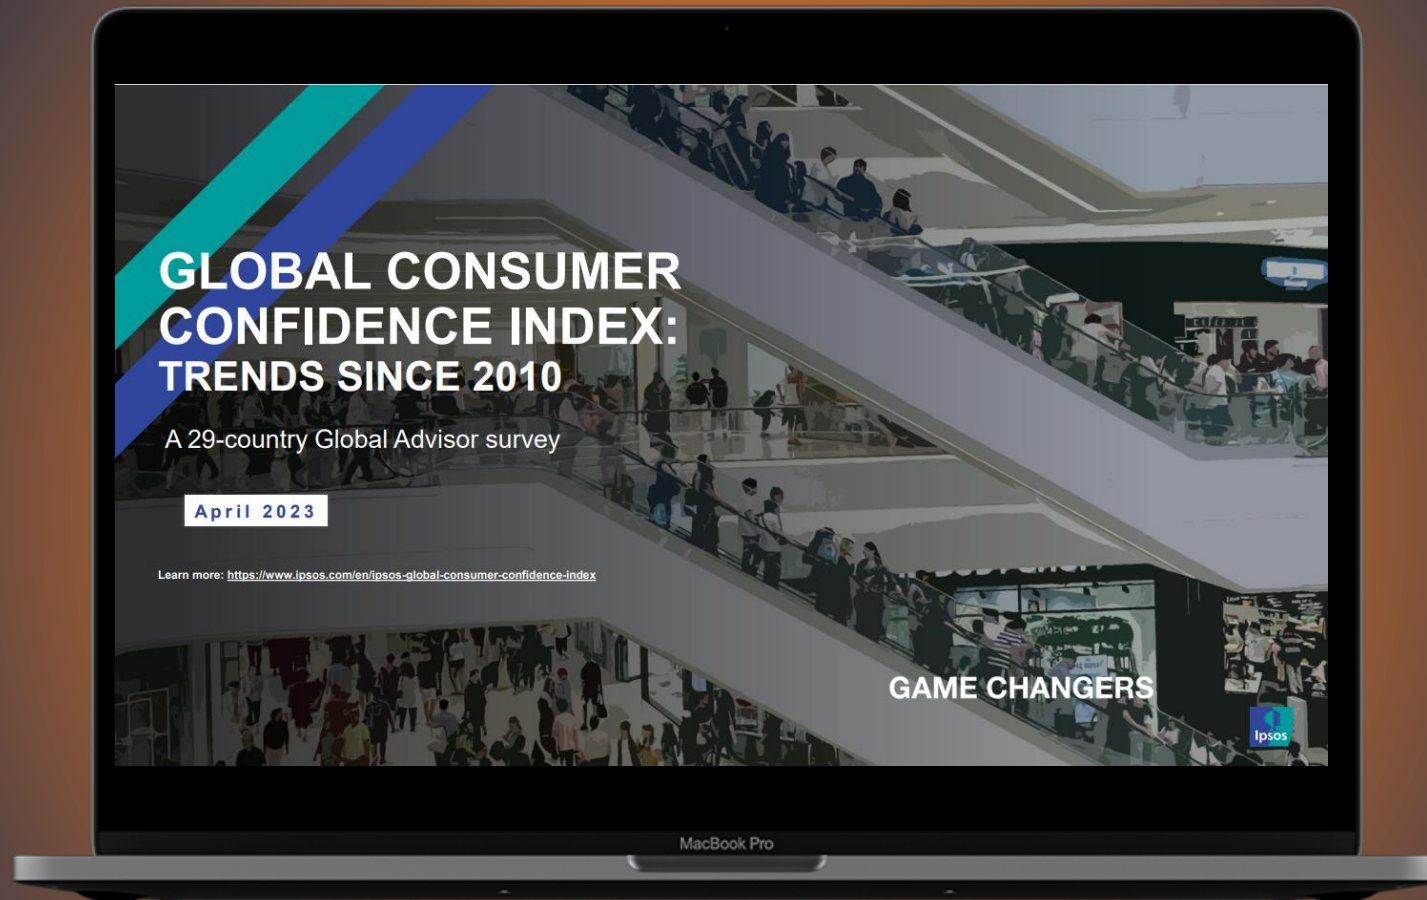 GLOBAL CONSUMER
CONFIDENCE INDEX:
TRENDS SINCE 2010
A 29-country Global Advisor survey
April 2023
Learn more: https://www.ipsos.com/en/ipsos-global-consumer-confidence-index
GAME CHANGERS
Ipsos
MacBook Pro